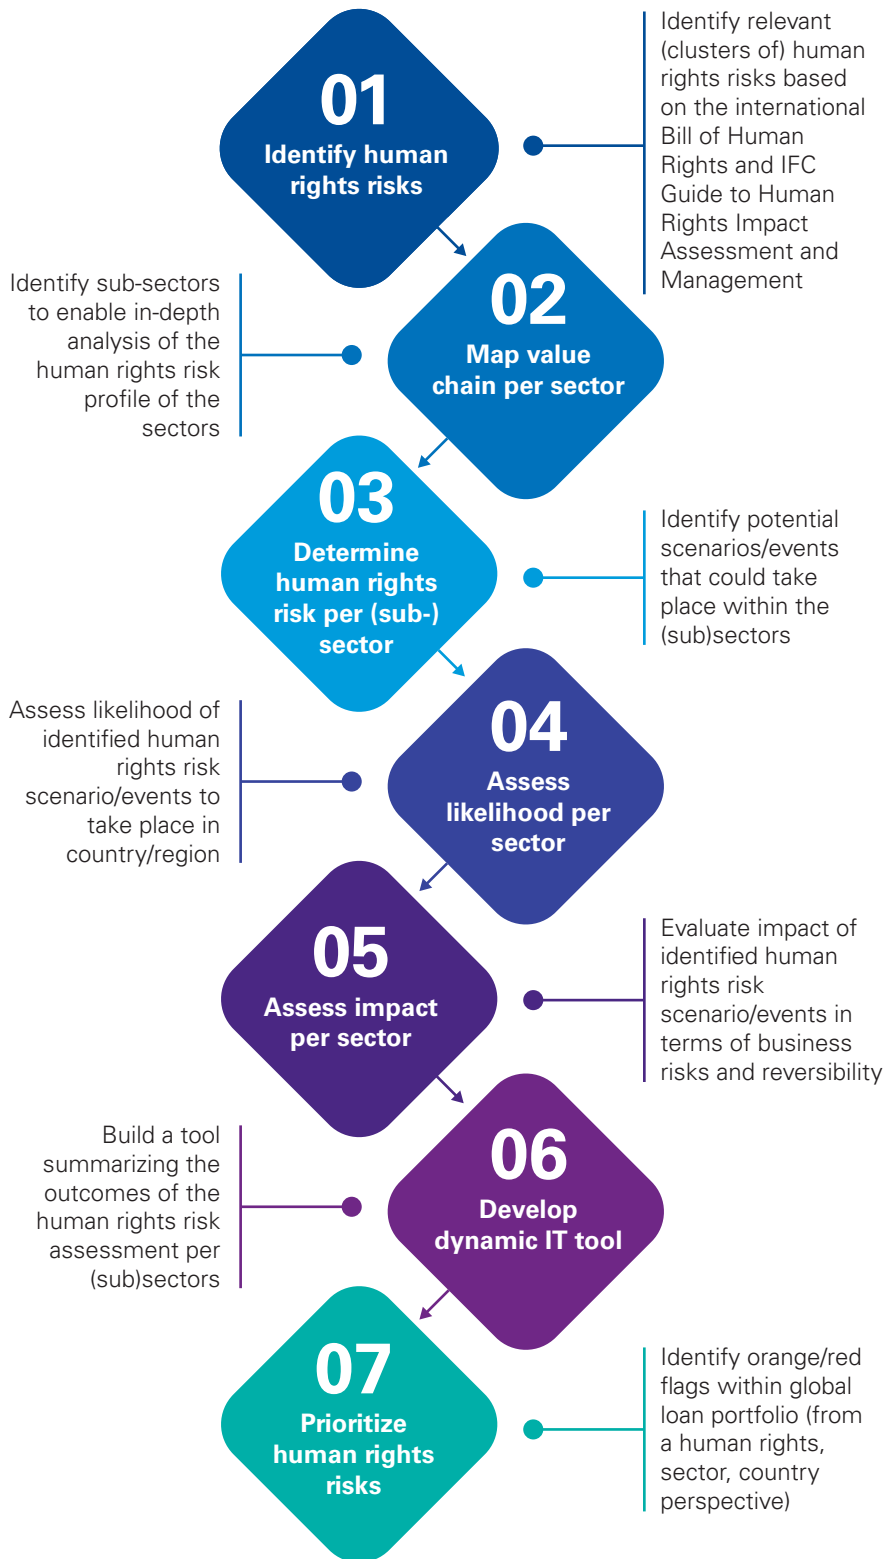 01
Identify human
rights risks
Identify relevant
(clusters of) human
rights risks based
on the international
Bill of Human
Rights and IFC
Guide to Human
Rights Impact
Assessment and
Management
02
Map value
chain per sector
Identify sub-sectors
to enable in-depth
analysis of the
human rights risk
profile of the
sectors
03
Determine
human rights
risk per (sub-)
sector
Identify potential
scenarios/events
that could take
place within the
(sub)sectors
04
Assess
likelihood per
sector
Assess likelihood of
identified human
rights risk
scenario/events to
take place in
country/region
05
Assess impact
per sector
Evaluate impact of
identified human
rights risk
scenario/events in
terms of business
risks and reversibility
06
Develop
dynamic IT tool
Build a tool
summarizing the
outcomes of the
human rights risk
assessment per
(sub)sectors
07
Prioritize
human rights
risks
Identify orange/red
flags within global
loan portfolio (from
a human rights,
sector, country
perspective)